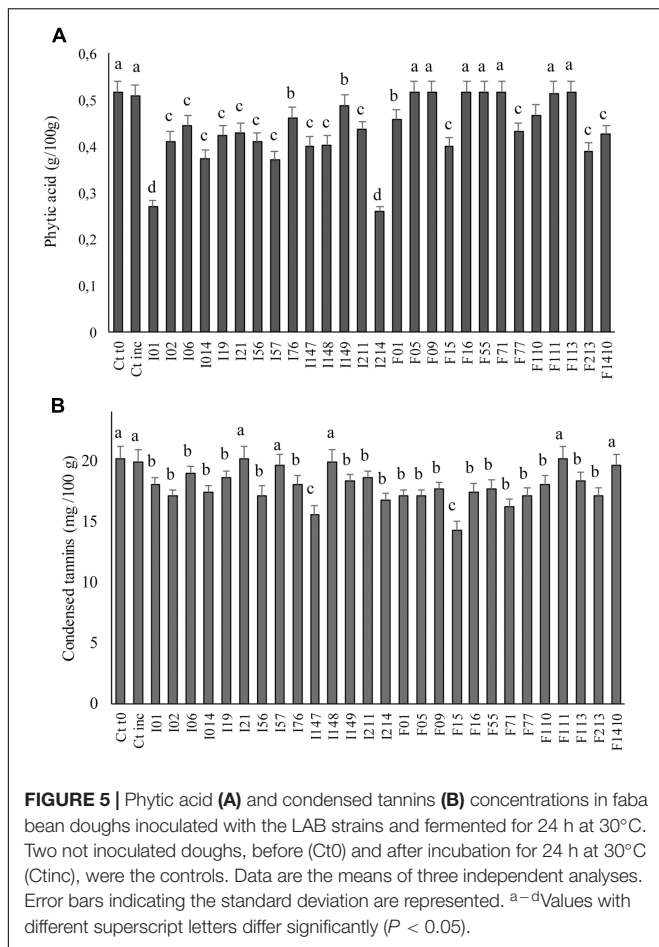 A
0,6
0,5
0,4
0,3
0,2
0,1
0
Phytic acid (g/100g)
a a d c c c c c c c b c c b c d b a a c a a a c a a c c
Ct t0 Ct inc I01 I02 I06 I014 I19 I21 I56 I57 I76 I147 I148 I149 I211 I214 F01 F05 F09 F15 F16 F55 F71 F77 F110 F111 F113 F213 F1410
B
20
15
10
5
0
Condensed tannins (mg /100 g)
a a b b b b b a b a b c a b b b b b b c b b b b b a b b a
Ct t0 Ct inc I01 I02 I06 I014 I19 I21 I56 I57 I76 I147 I148 I149 I211 I214 F01 F05 F09 F15 F16 F55 F71 F77 F110 F111 F113 F213 F1410
FIGURE 5 | Phytic acid (A) and condensed tannins (B) concentrations in faba
bean doughs inoculated with the LAB strains and fermented for 24 h at 30°C.
Two not inoculated doughs, before (Ct0) and after incubation for 24 h at 30°C
(Ctinc), were the controls. Data are the means of three independent analyses.
Error bars indicating the standard deviation are represented. a–dValues with
different superscript letters differ significantly (P < 0.05).